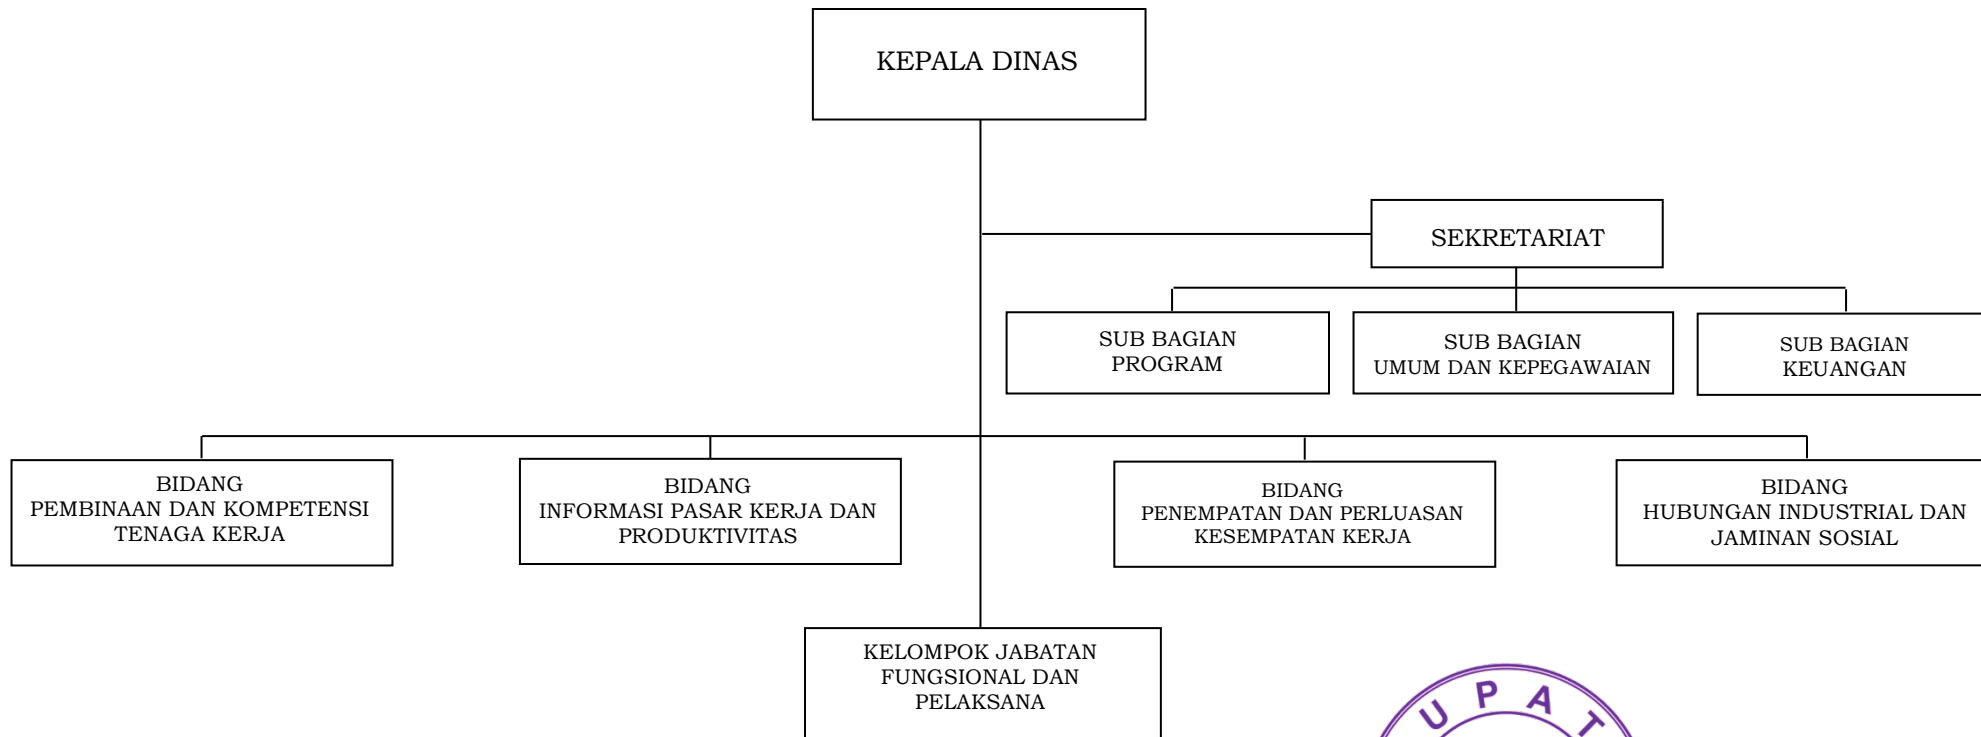 KEPALA DINAS
SEKRETARIAT
SUB BAGIAN
PROGRAM
SUB BAGIAN
UMUM DAN KEPEGAWAIAN
SUB BAGIAN
KEUANGAN
BIDANG
PEMBINAAN DAN KOMPETENSI
TENAGA KERJA
BIDANG
INFORMASI PASAR KERJA DAN
PRODUKTIVITAS
BIDANG
PENEMPATAN DAN PERLUASAN
KESEMPATAN KERJA
BIDANG
HUBUNGAN INDUSTRIAL DAN
JAMINAN SOSIAL
KELOMPOK JABATAN
FUNGSIONAL DAN
PELAKSANA
UPAT